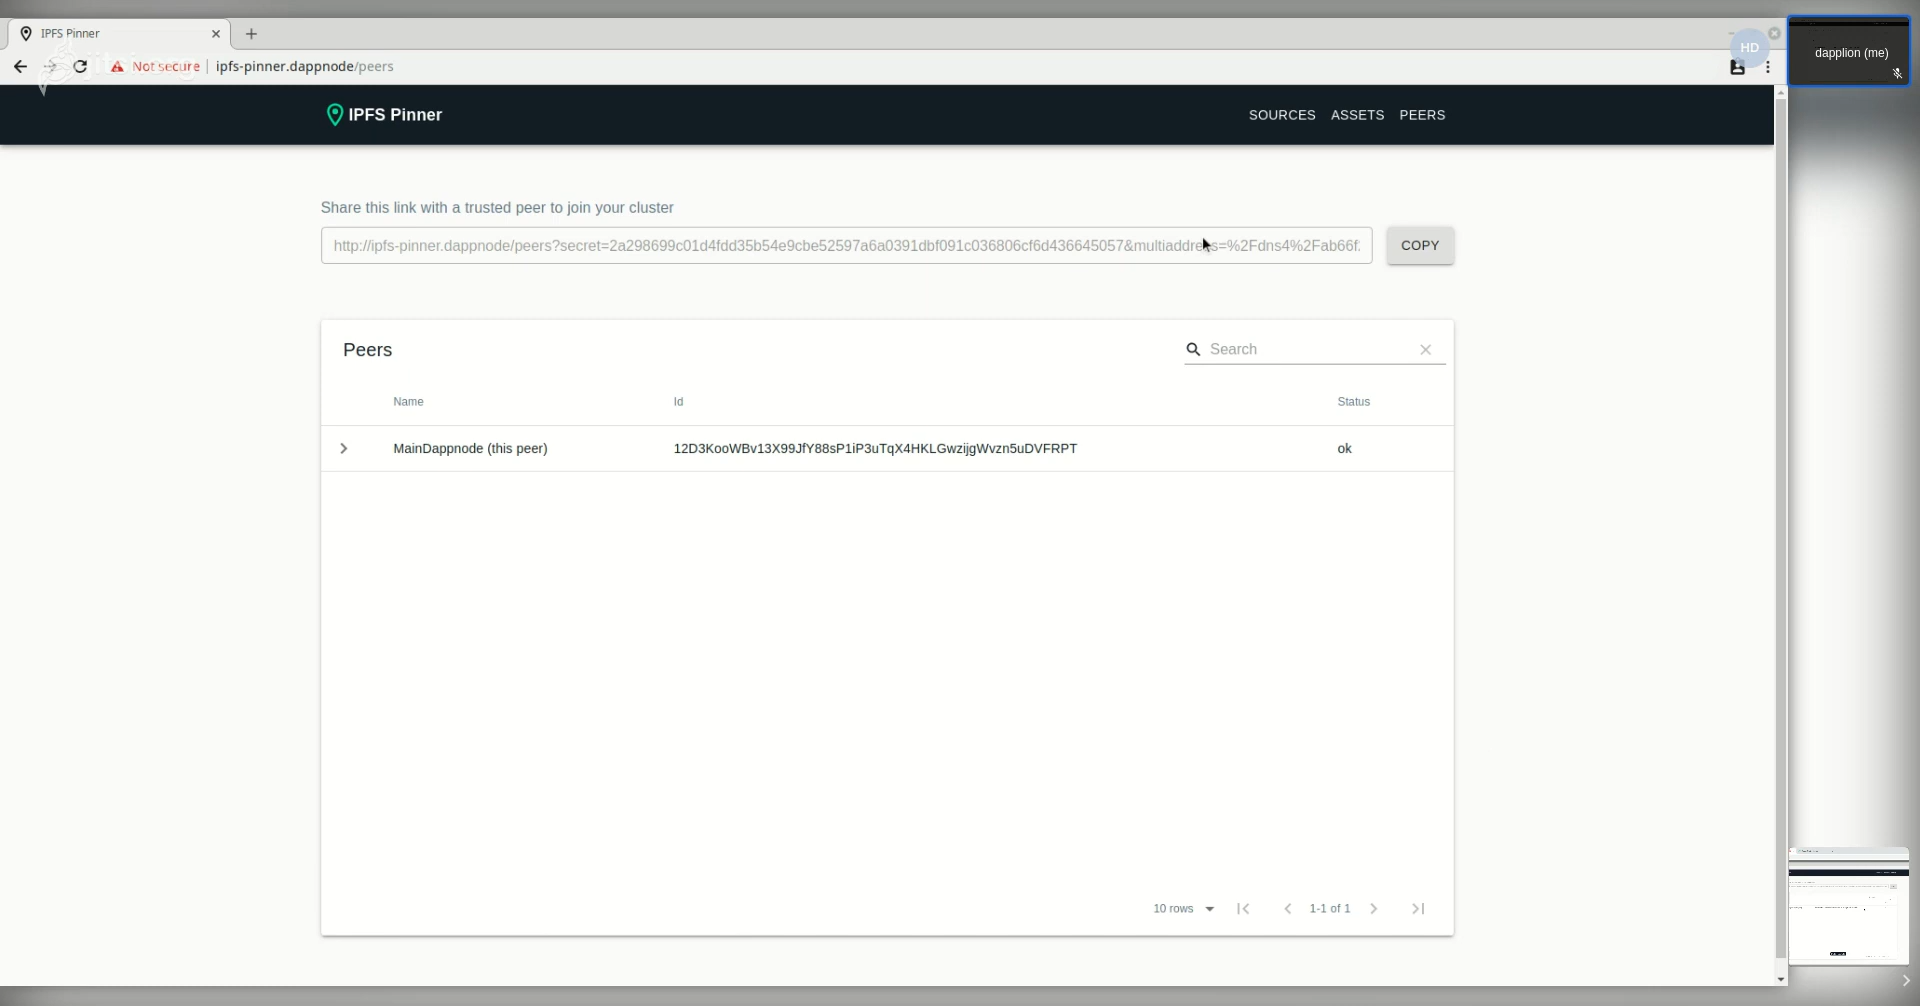 IPFS Pinner
HD
dapplion (me)
Not secure
ipfs-pinner.dappnode/peers
IPFS Pinner
SOURCES
ASSETS
PEERS
Share this link with a trusted peer to join your cluster
http://ipfs-pinner.dappnode/peers?secret=2a298699c01d4fdd35b54e9cbe52597a6a0391dbf091c036806cf6d436645057&multiaddress=%2Fdns4%2Fab66f:
COPY
Peers
Search
Name
Id
Status
MainDappnode (this peer)
12D3KooWBv13X99JfY88sP1iP3uTqX4HKLGwzijgWvzn5uDVFRPT
ok
10 rows
1-1 of 1